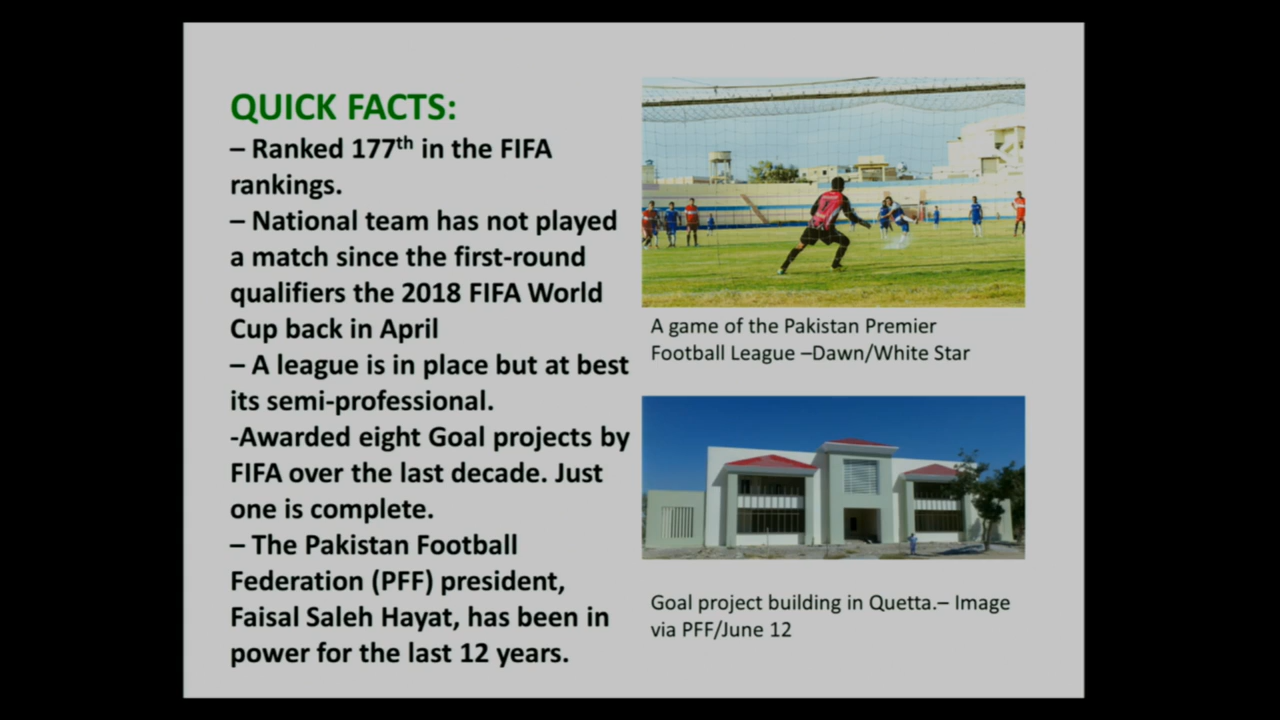 QUICK FACTS:
– Ranked 177th in the FIFA
rankings.
– National team has not played
a match since the first-round
qualifiers the 2018 FIFA World
Cup back in April
– A league is in place but at best
its semi-professional.
-Awarded eight Goal projects by
FIFA over the last decade. Just
one is complete.
– The Pakistan Football
Federation (PFF) president,
Faisal Saleh Hayat, has been in
power for the last 12 years.
A game of the Pakistan Premier
Football League –Dawn/White Star
Goal project building in Quetta.– Image
via PFF/June 12